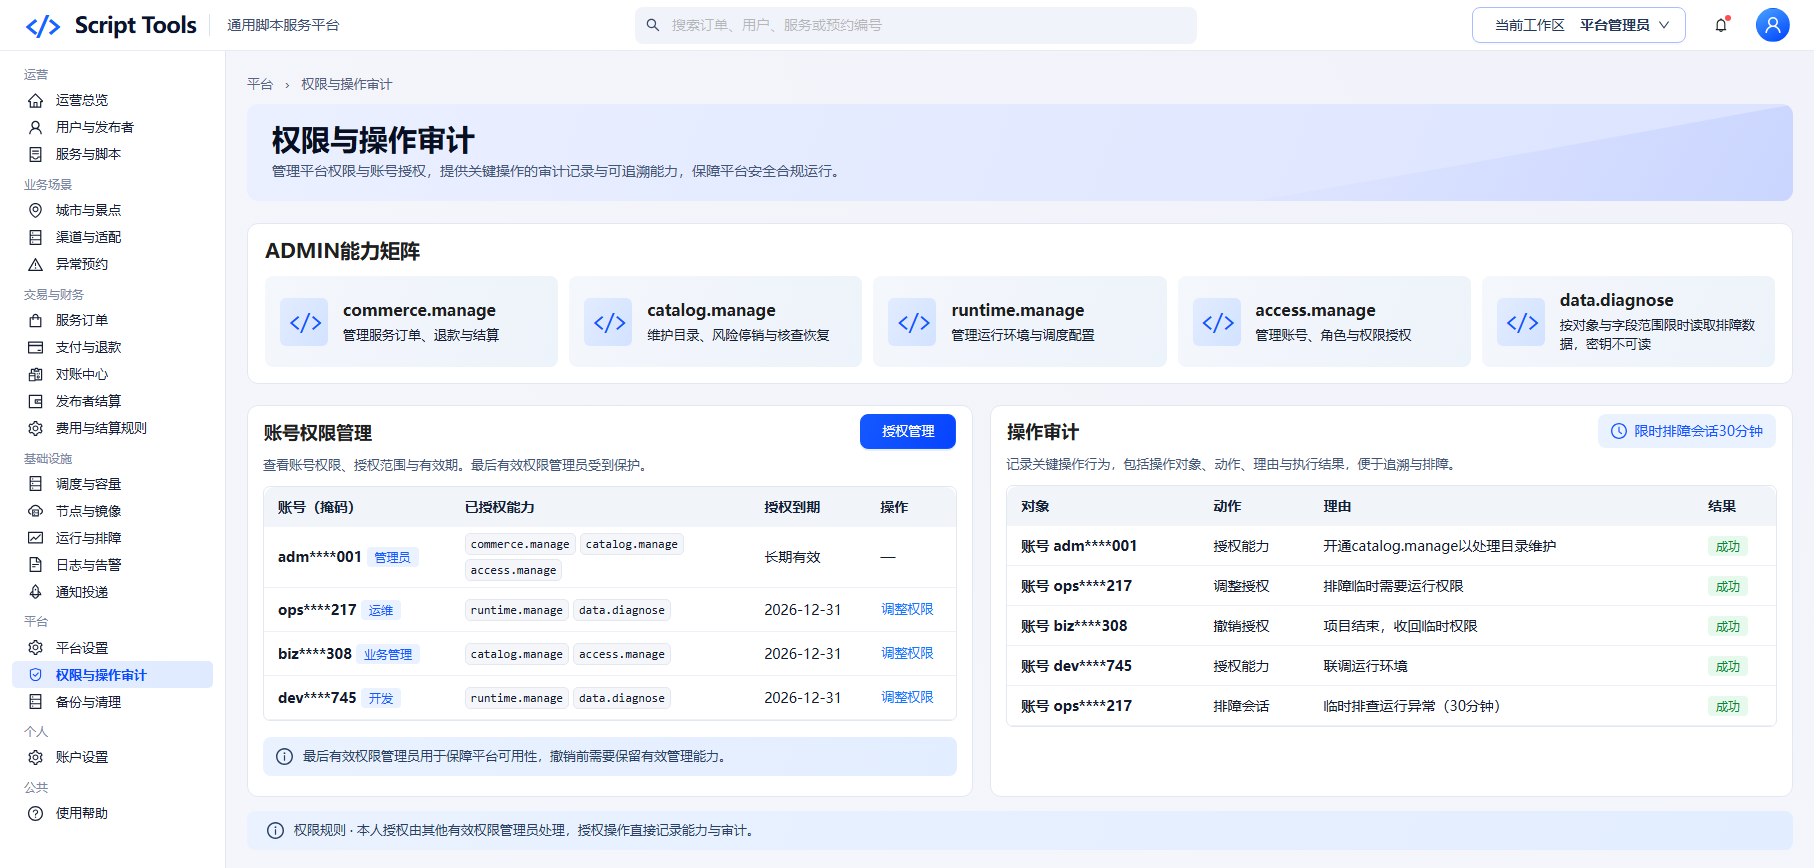 Script Tools 通用脚本服务平台 搜索订单、用户、服务或预约编号 当前工作区 平台管理员
运营
运营总览
用户与发布者
服务与脚本
业务场景
城市与景点
渠道与适配
异常预约
交易与财务
服务订单
支付与退款
对账中心
发布者结算
费用与结算规则
基础设施
调度与容量
节点与镜像
运行与排障
日志与告警
通知投递
平台
平台设置
权限与操作审计
备份与清理
个人
账户设置
公共
使用帮助
平台 › 权限与操作审计
权限与操作审计
管理平台权限与账号授权，提供关键操作的审计记录与可追溯能力，保障平台安全合规运行。
ADMIN能力矩阵
commerce.manage
管理服务订单、退款与结算
catalog.manage
维护目录、风险停销与核查恢复
runtime.manage
管理运行环境与调度配置
access.manage
管理账号、角色与权限授权
data.diagnose
按对象与字段范围限时读取排障数
据，密钥不可读
账号权限管理 授权管理
查看账号权限、授权范围与有效期。最后有效权限管理员受到保护。
账号（掩码） 已授权能力 授权到期 操作
adm****001 管理员 commerce.manage catalog.manage access.manage 长期有效 —
ops****217 运维 runtime.manage data.diagnose 2026-12-31 调整权限
biz****308 业务管理 catalog.manage access.manage 2026-12-31 调整权限
dev****745 开发 runtime.manage data.diagnose 2026-12-31 调整权限
最后有效权限管理员用于保障平台可用性，撤销前需要保留有效管理能力。
操作审计 限时排障会话30分钟
记录关键操作行为，包括操作对象、动作、理由与执行结果，便于追溯与排障。
对象 动作 理由 结果
账号 adm****001 授权能力 开通catalog.manage以处理目录维护 成功
账号 ops****217 调整授权 排障临时需要运行权限 成功
账号 biz****308 撤销授权 项目结束，收回临时权限 成功
账号 dev****745 授权能力 联调运行环境 成功
账号 ops****217 排障会话 临时排查运行异常（30分钟） 成功
权限规则 · 本人授权由其他有效权限管理员处理，授权操作直接记录能力与审计。